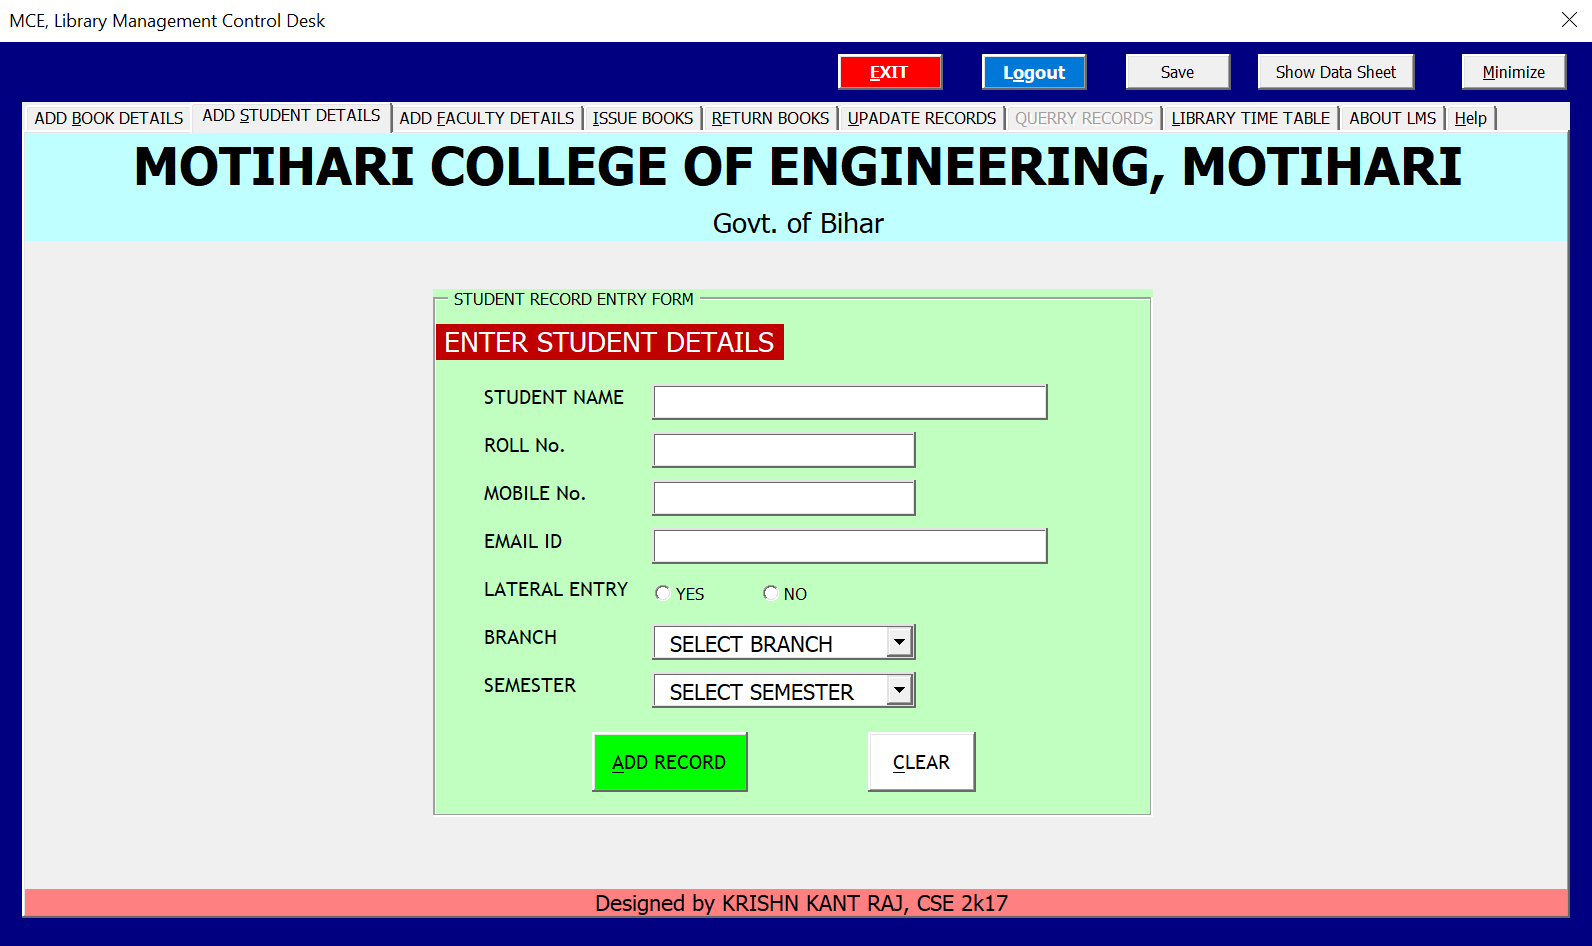 MCE, Library Management Control Desk
EXIT Logout Save Show Data Sheet Minimize
ADD BOOK DETAILS ADD STUDENT DETAILS ADD FACULTY DETAILS ISSUE BOOKS RETURN BOOKS UPADATE RECORDS QUERRY RECORDS LIBRARY TIME TABLE ABOUT LMS Help
MOTIHARI COLLEGE OF ENGINEERING, MOTIHARI
Govt. of Bihar
STUDENT RECORD ENTRY FORM
ENTER STUDENT DETAILS
STUDENT NAME
ROLL No.
MOBILE No.
EMAIL ID
LATERAL ENTRY YES NO
BRANCH SELECT BRANCH
SEMESTER SELECT SEMESTER
ADD RECORD CLEAR
Designed by KRISHN KANT RAJ, CSE 2k17